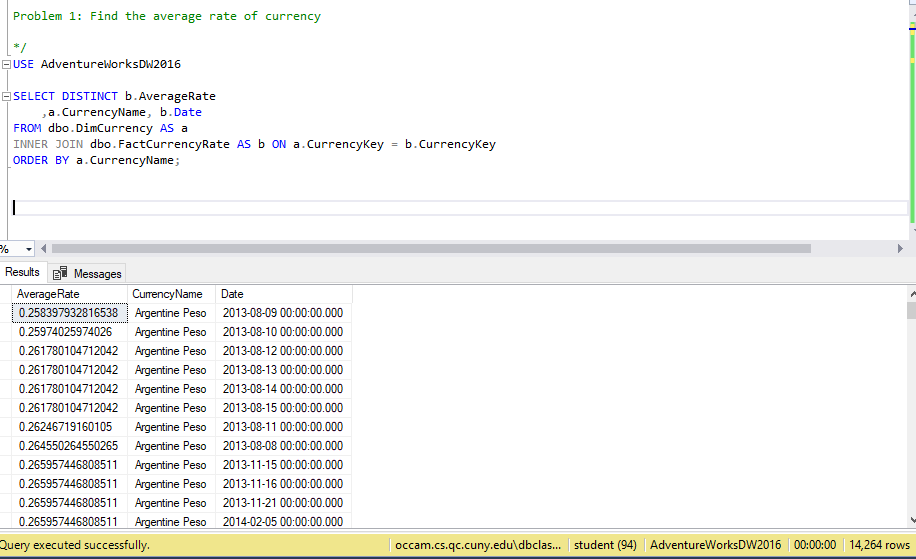 Problem 1: Find the average rate of currency
*/
USE AdventureWorksDW2016
SELECT DISTINCT b.AverageRate
,a.CurrencyName, b.Date
FROM dbo.DimCurrency AS a
INNER JOIN dbo.FactCurrencyRate AS b ON a.CurrencyKey = b.CurrencyKey
ORDER BY a.CurrencyName;
%
Results Messages
AverageRate CurrencyName Date
0.258397932816538 Argentine Peso 2013-08-09 00:00:00.000
0.25974025974026 Argentine Peso 2013-08-10 00:00:00.000
0.261780104712042 Argentine Peso 2013-08-12 00:00:00.000
0.261780104712042 Argentine Peso 2013-08-13 00:00:00.000
0.261780104712042 Argentine Peso 2013-08-14 00:00:00.000
0.261780104712042 Argentine Peso 2013-08-15 00:00:00.000
0.26246719160105 Argentine Peso 2013-08-11 00:00:00.000
0.264550264550265 Argentine Peso 2013-08-08 00:00:00.000
0.265957446808511 Argentine Peso 2013-11-15 00:00:00.000
0.265957446808511 Argentine Peso 2013-11-16 00:00:00.000
0.265957446808511 Argentine Peso 2013-11-21 00:00:00.000
0.265957446808511 Argentine Peso 2014-02-05 00:00:00.000
Query executed successfully. occam.cs.qc.cuny.edu\dbclas... student (94) AdventureWorksDW2016 00:00:00 14,264 rows